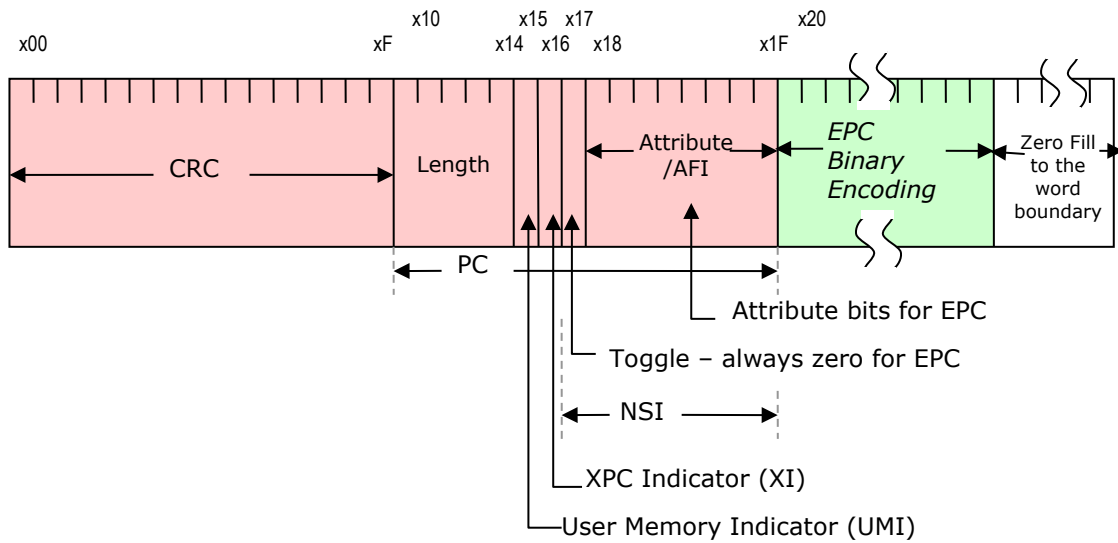 x10
x15
x17
x20
x00
xF
x14
x16
x18
x1F
CRC
Length
Attribute
/AFI
EPC
Binary
Encoding
Zero Fill
to the
word
boundary
PC
Attribute bits for EPC
Toggle – always zero for EPC
NSI
XPC Indicator (XI)
User Memory Indicator (UMI)